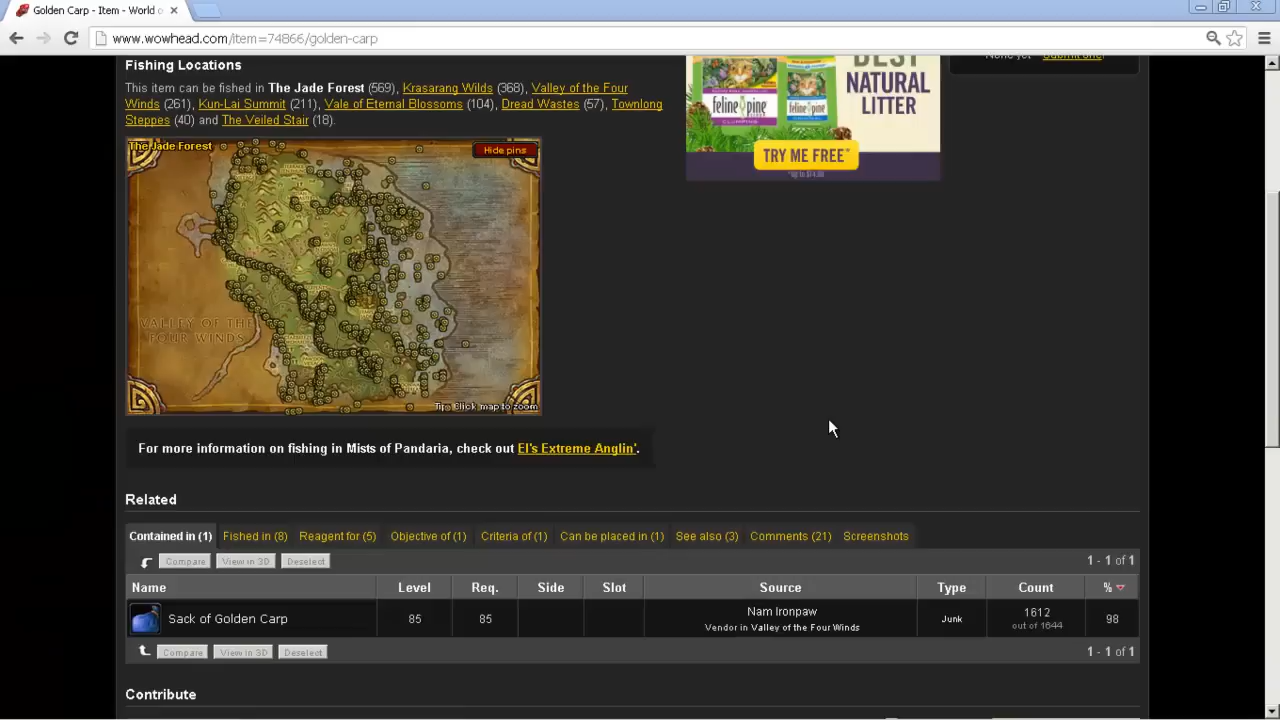 Golden Carp - Item - World o
www.wowhead.com/item=74866/golden-carp
Fishing Locations
This item can be fished in The Jade Forest (569), Krasarang Wilds (368), Valley of the Four
Winds (261), Kun-Lai Summit (211), Vale of Eternal Blossoms (104), Dread Wastes (57), Townlong
Steppes (40) and The Veiled Stair (18).
The Jade Forest
Hide pins
VALLEY OF THE
FOUR WINDS
Tip: Click map to zoom
BEST
NATURAL
LITTER
feline pine
feline pine
TRY ME FREE*
None yet
Submit one!
For more information on fishing in Mists of Pandaria, check out El's Extreme Anglin'.
Related
Contained in (1) Fished in (8) Reagent for (5) Objective of (1) Criteria of (1) Can be placed in (1) See also (3) Comments (21) Screenshots
Compare View in 3D Deselect 1 - 1 of 1
Name Level Req. Side Slot Source Type Count %
Sack of Golden Carp 85 85 Nam Ironpaw Junk 1612 98
Vendor in Valley of the Four Winds out of 1644
Compare View in 3D Deselect 1 - 1 of 1
Contribute